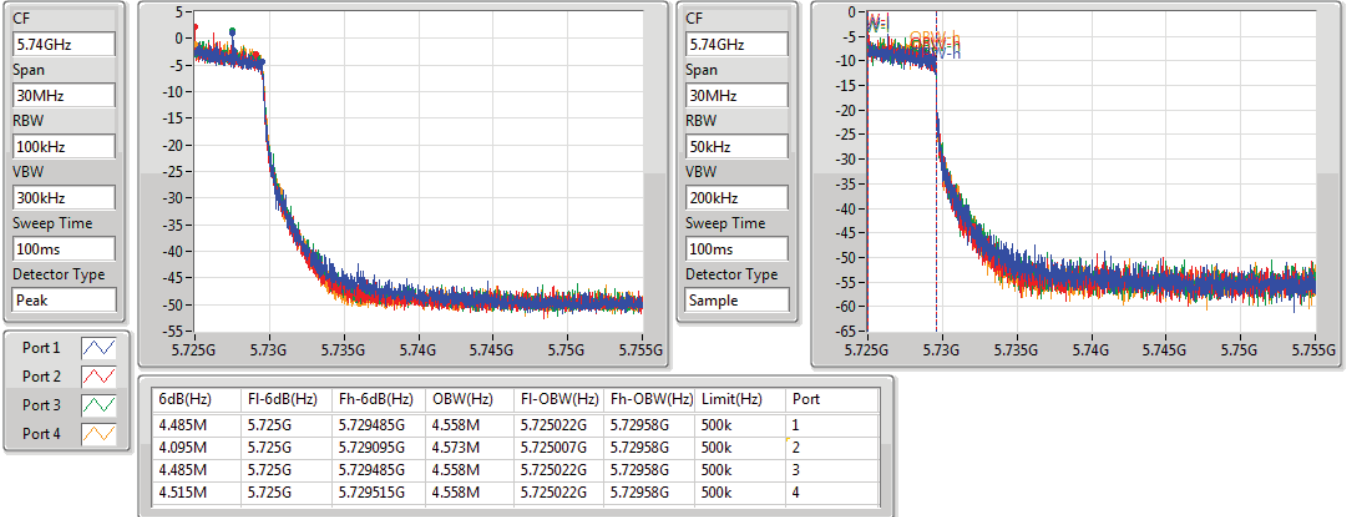 CF
5.74GHz
Span
30MHz
RBW
100kHz
VBW
300kHz
Sweep Time
100ms
Detector Type
Peak
5
0
-5
-10
-15
-20
-25
-30
-35
-40
-45
-50
-55
5.725G 5.73G 5.735G 5.74G 5.745G 5.75G 5.755G
CF
5.74GHz
Span
30MHz
RBW
50kHz
VBW
200kHz
Sweep Time
100ms
Detector Type
Sample
0
-5
-10
-15
-20
-25
-30
-35
-40
-45
-50
-55
-60
-65
5.725G 5.73G 5.735G 5.74G 5.745G 5.75G 5.755G
Port 1
Port 2
Port 3
Port 4
6dB(Hz) Fl-6dB(Hz) Fh-6dB(Hz) OBW(Hz) Fl-OBW(Hz) Fh-OBW(Hz) Limit(Hz) Port
4.485M 5.725G 5.729485G 4.558M 5.725022G 5.72958G 500k 1
4.095M 5.725G 5.729095G 4.573M 5.725007G 5.72958G 500k 2
4.485M 5.725G 5.729485G 4.558M 5.725022G 5.72958G 500k 3
4.515M 5.725G 5.729515G 4.558M 5.725022G 5.72958G 500k 4